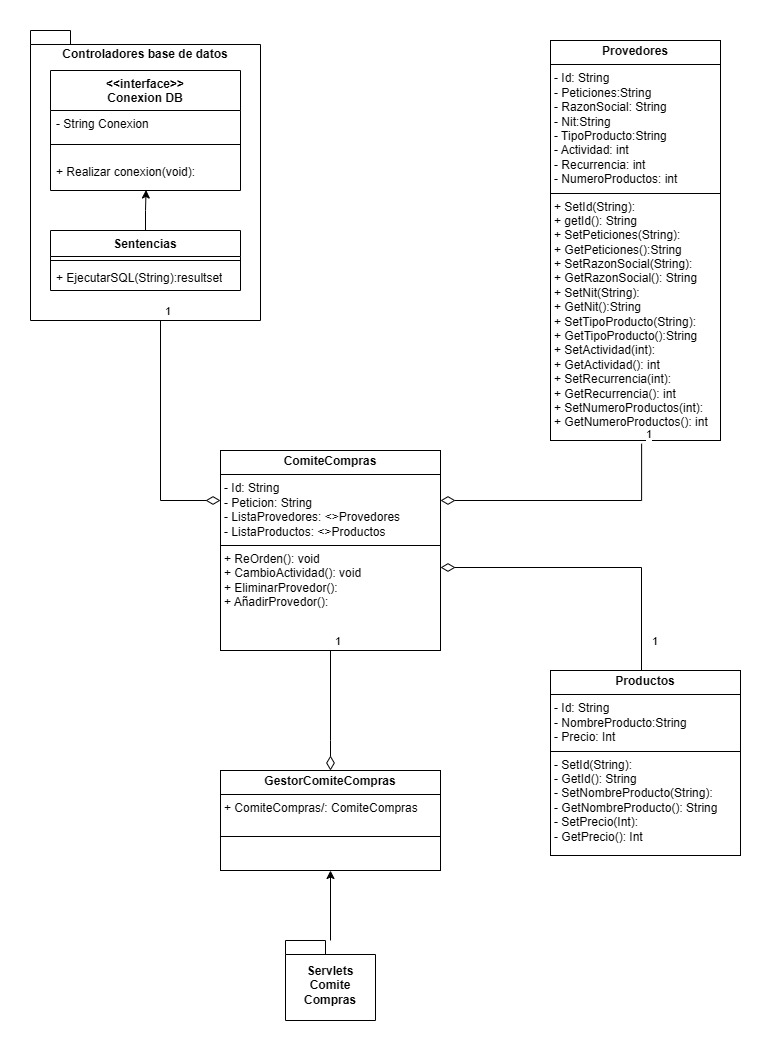 Controladores base de datos
<<interface>>
Conexion DB
- String Conexion
+ Realizar conexion(void):
Sentencias
+ EjecutarSQL(String):resultset
1
Provedores
- Id: String
- Peticiones:String
- RazonSocial: String
- Nit:String
- TipoProducto:String
- Actividad: int
- Recurrencia: int
- NumeroProductos: int
+ SetId(String):
+ getId(): String
+ SetPeticiones(String):
+ GetPeticiones():String
+ SetRazonSocial(String):
+ GetRazonSocial(): String
+ SetNit(String):
+ GetNit():String
+ SetTipoProducto(String):
+ GetTipoProducto():String
+ SetActividad(int):
+ GetActividad(): int
+ SetRecurrencia(int):
+ GetRecurrencia(): int
+ SetNumeroProductos(int):
+ GetNumeroProductos(): int
1
ComiteCompras
- Id: String
- Peticion: String
- ListaProvedores: <>Provedores
- ListaProductos: <>Productos
+ ReOrden(): void
+ CambioActividad(): void
+ EliminarProvedor():
+ AñadirProvedor():
1
1
Productos
- Id: String
- NombreProducto:String
- Precio: Int
- SetId(String):
- GetId(): String
- SetNombreProducto(String):
- GetNombreProducto(): String
- SetPrecio(Int):
- GetPrecio(): Int
GestorComiteCompras
+ ComiteCompras/: ComiteCompras
Servlets
Comite
Compras